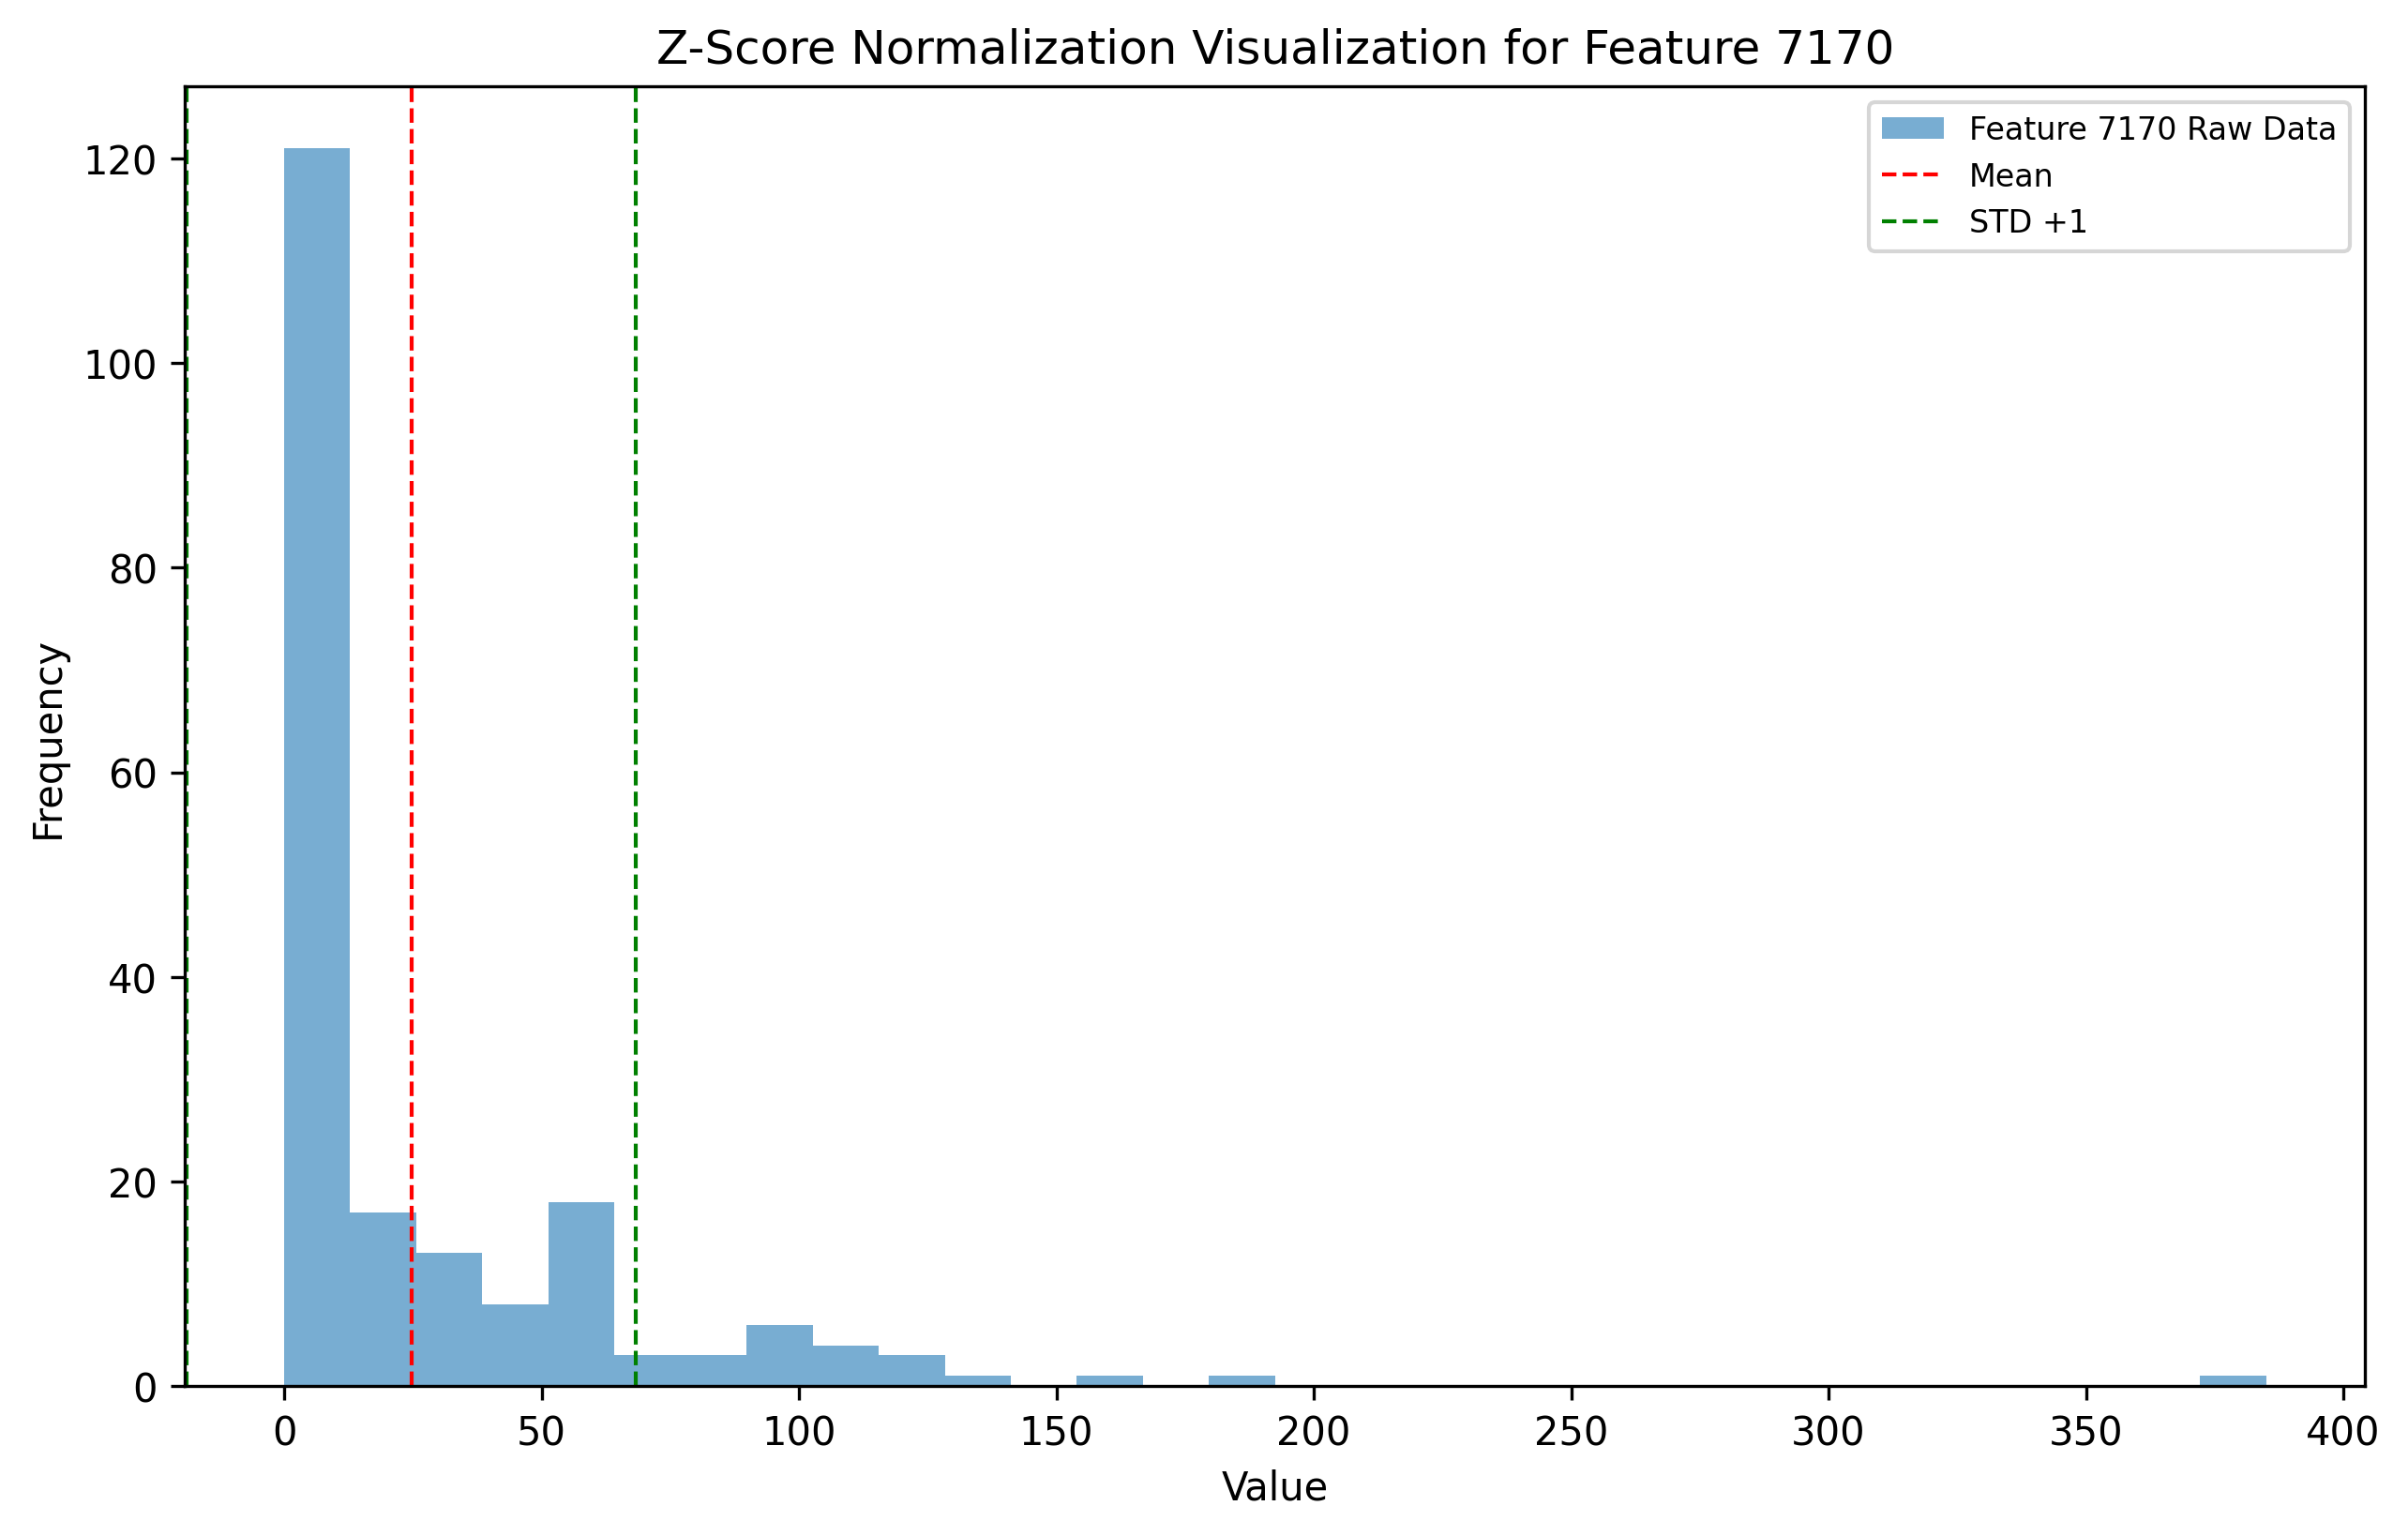 Z-Score Normalization Visualization for Feature 7170
Feature 7170 Raw Data
Mean
STD +1
120
100
80
60
40
20
0
Frequency
0 50 100 150 200 250 300 350 400
Value